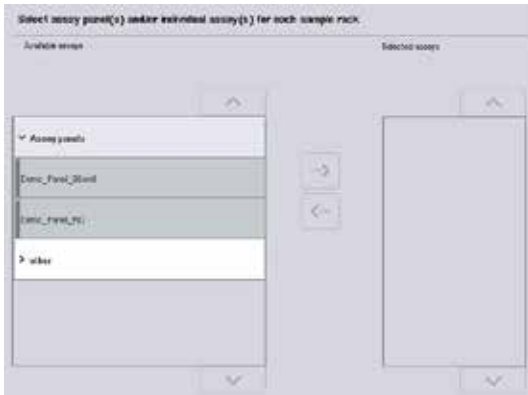 Select assay panel(s) and/or individual assay(s) for each sample rack
Available assays
Selected assays
Assay panels
other